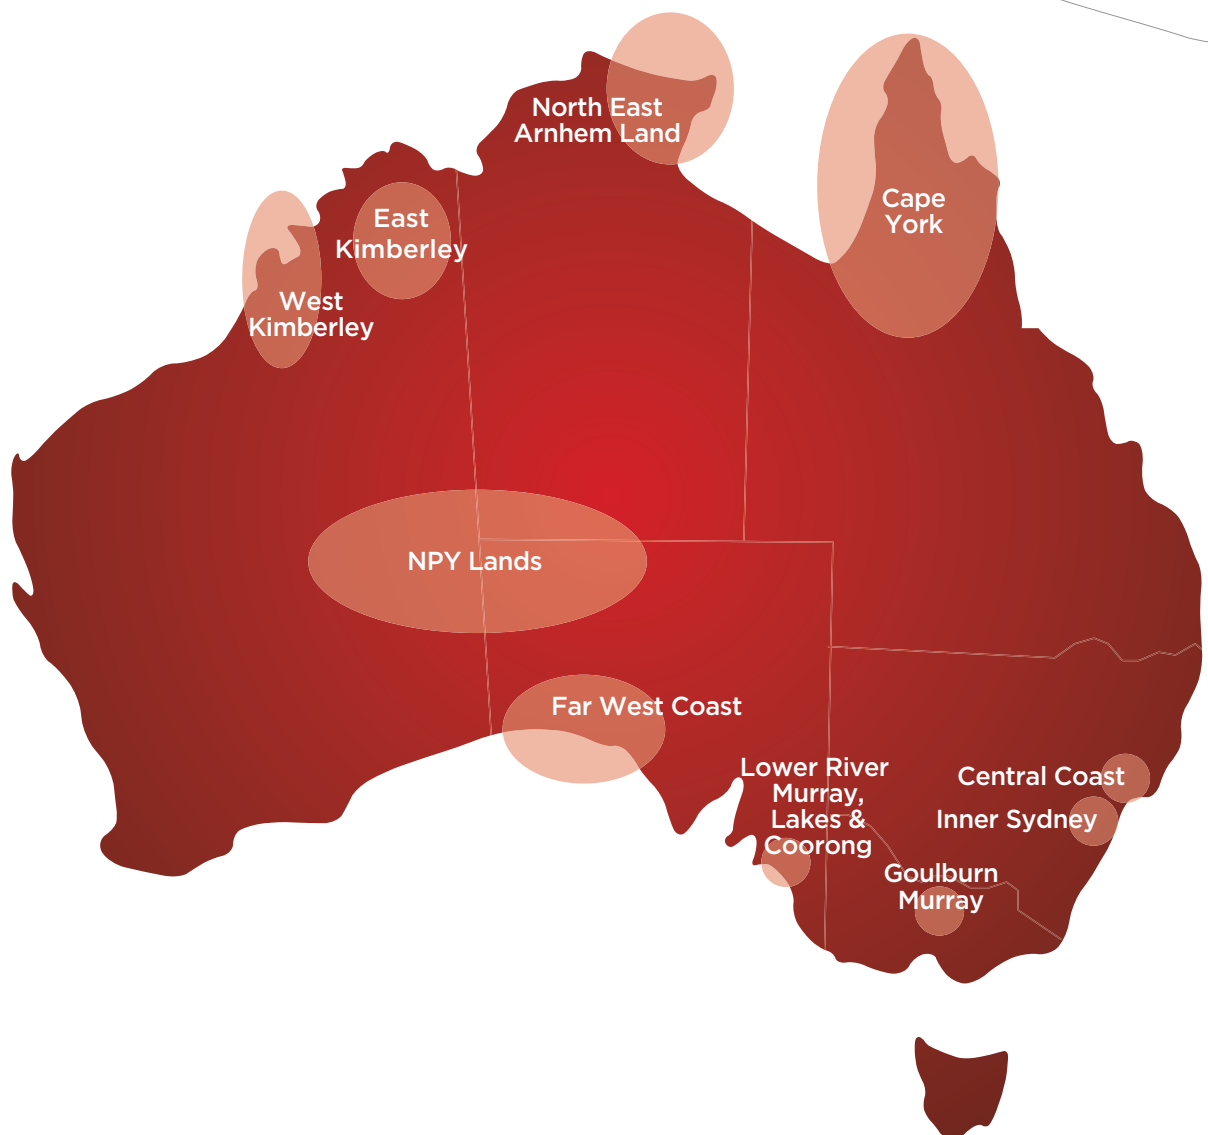 North East
Arnhem Land
Cape
York
East
Kimberley
West
Kimberley
NPY Lands
Far West Coast
Lower River
Murray,
Lakes &
Coorong
Central Coast
Inner Sydney
Goulburn
Murray